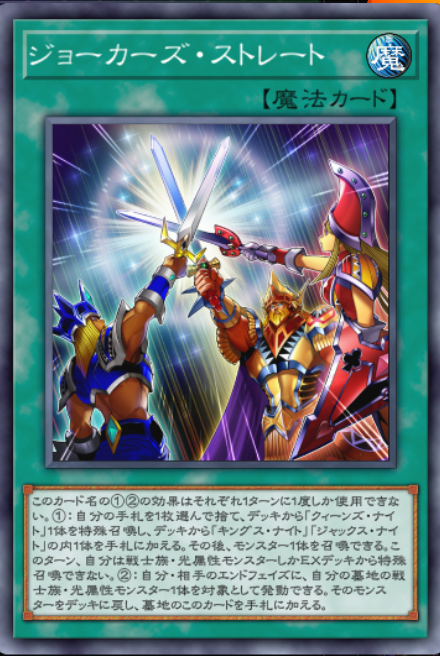 ジョーカーズ・ストレート
魔
【魔法カード】
このカード名の①②の効果はそれぞれ1ターンに1度しか使用できな
い。①：自分の手札を1枚選んで捨て、デッキから「クィーンズ・ナイ
ト」1体を特殊召喚し、デッキから「キングス・ナイト」「ジャックス・ナイ
ト」の内1体を手札に加える。その後、モンスター1体を召喚できる。こ
のターン、自分は戦士族・光属性モンスターしかEXデッキから特殊
召喚できない。②：自分・相手のエンドフェイズに、自分の墓地の戦
士族・光属性モンスター1体を対象として発動できる。そのモンス
ターをデッキに戻し、墓地のこのカードを手札に加える。